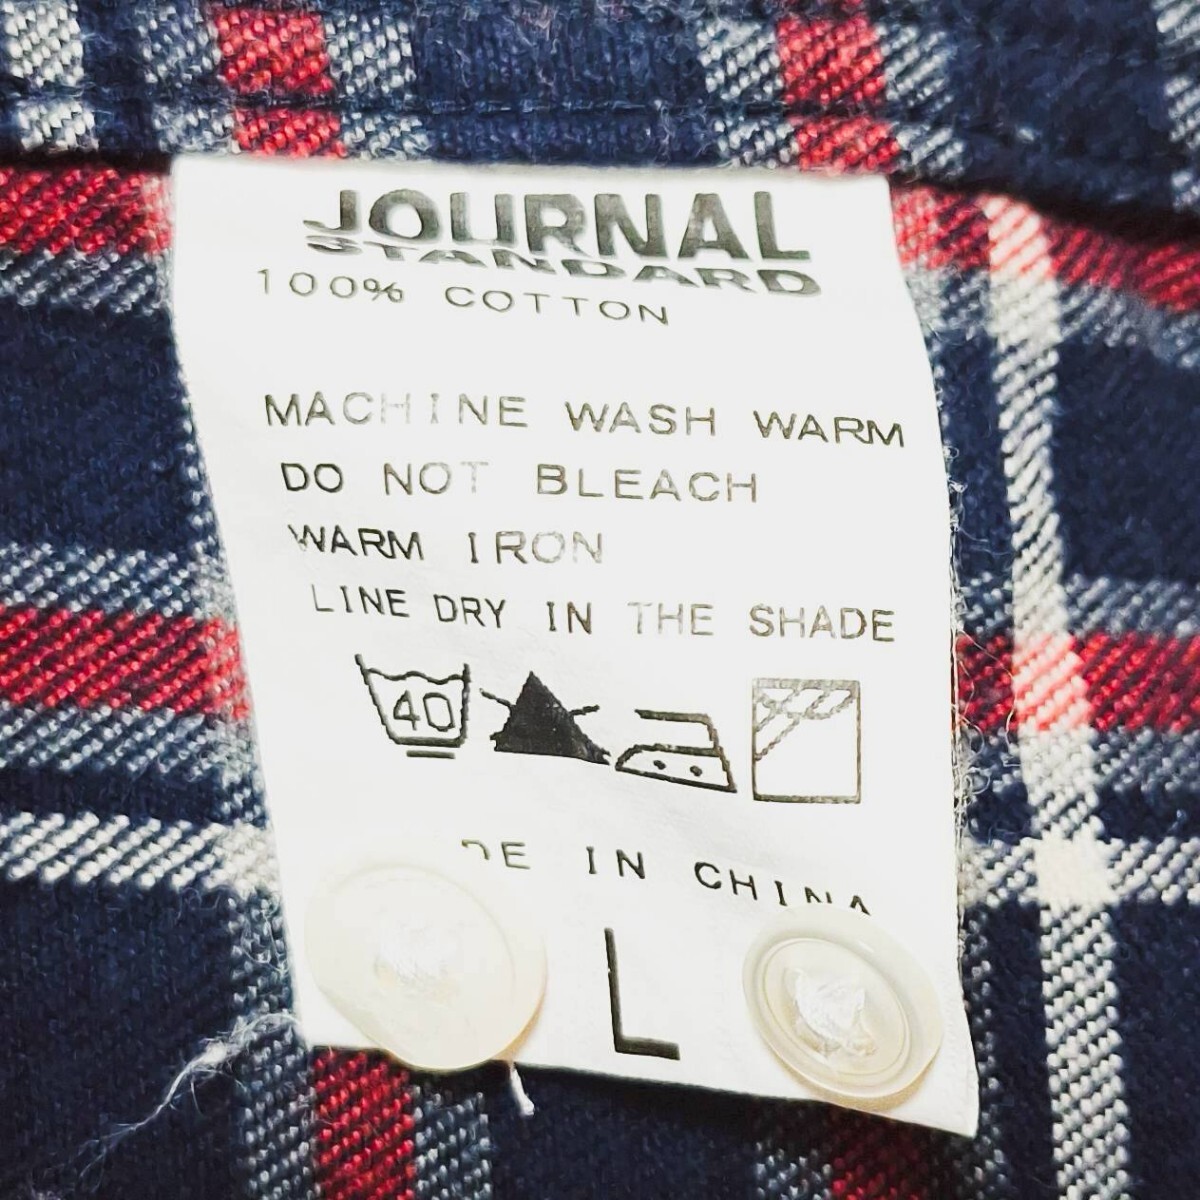 JOURNAL
STANDARD
100% COTTON
MACHINE WASH WARM
DO NOT BLEACH
WARM IRON
LINE DRY IN THE SHADE
40
DE IN CHINA
L